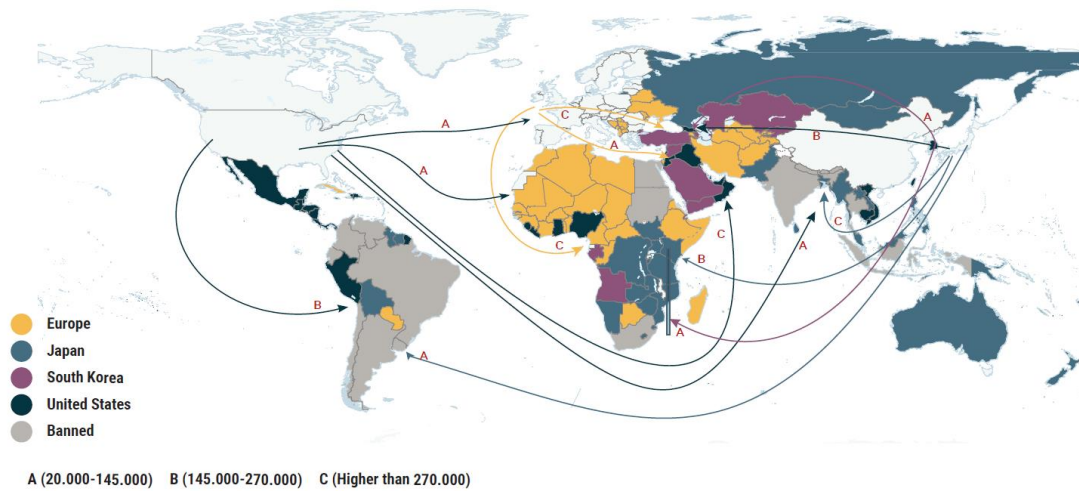 A
C
A
A
B
A
C
B
C
A
C
B
A
A
Europe
Japan
South Korea
United States
Banned
A (20.000-145.000) B (145.000-270.000) C (Higher than 270.000)